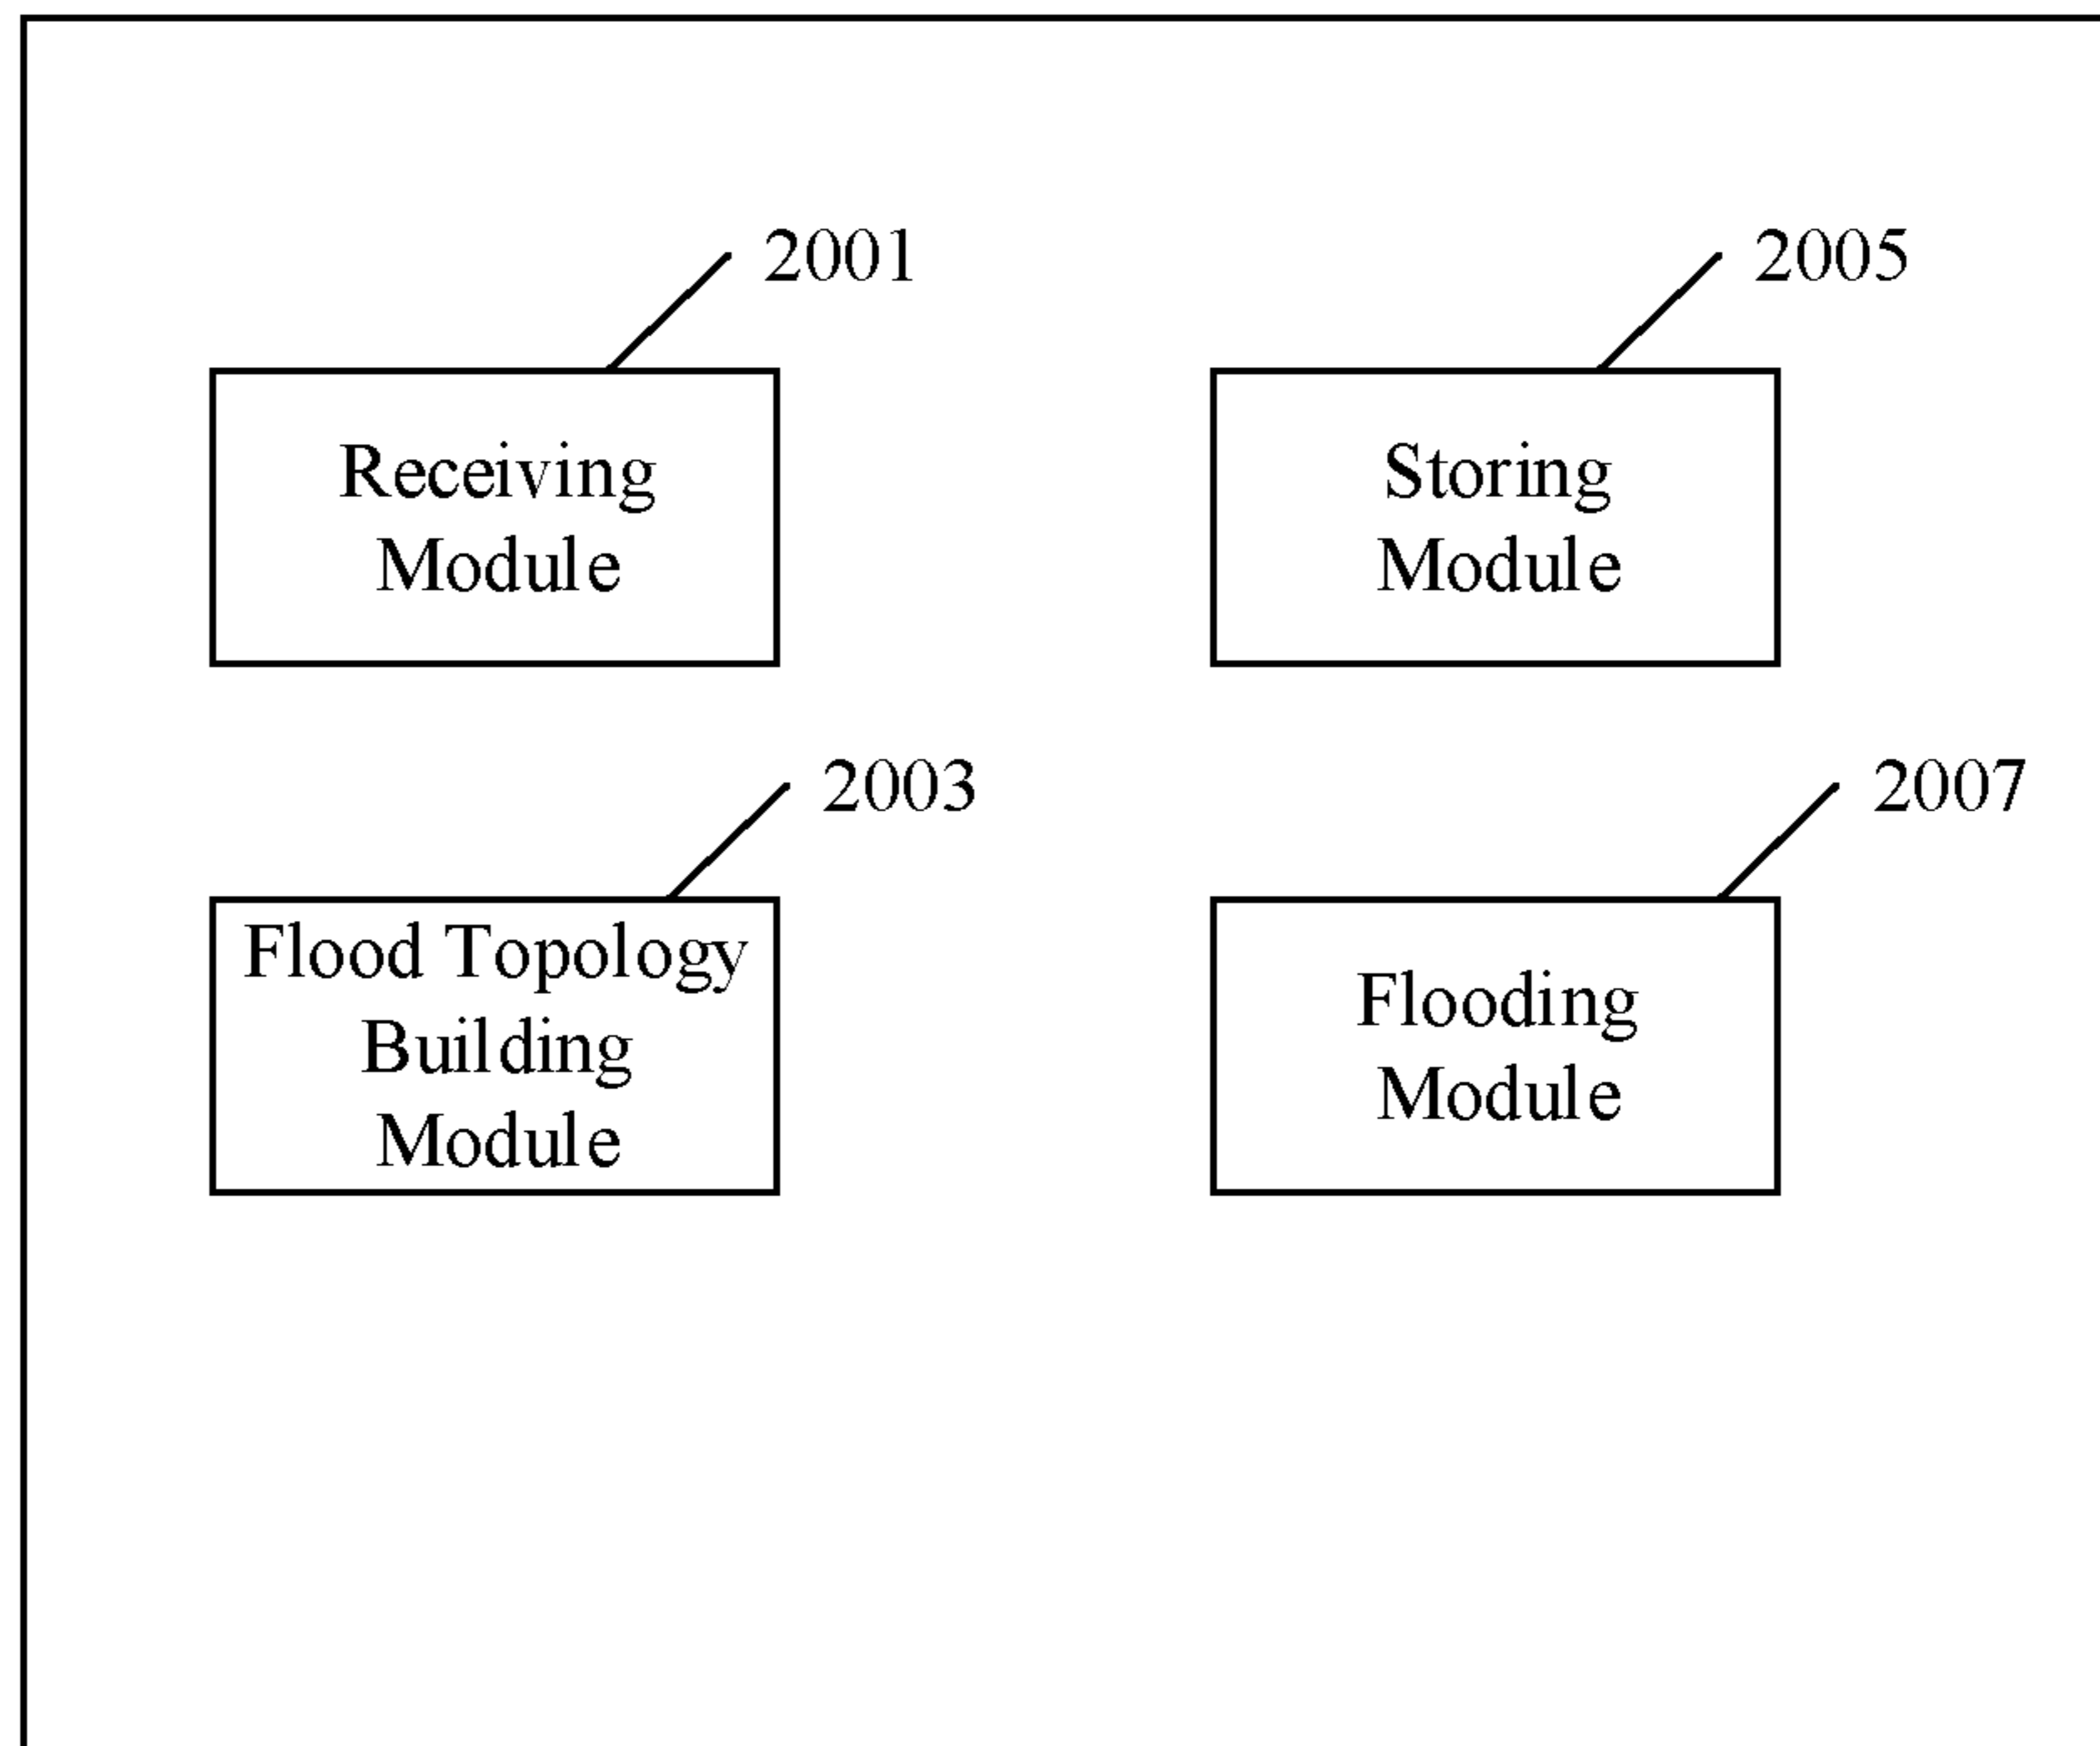 2001
Receiving
Module
2005
Storing
Module
2003
Flood Topology
Building
Module
2007
Flooding
Module